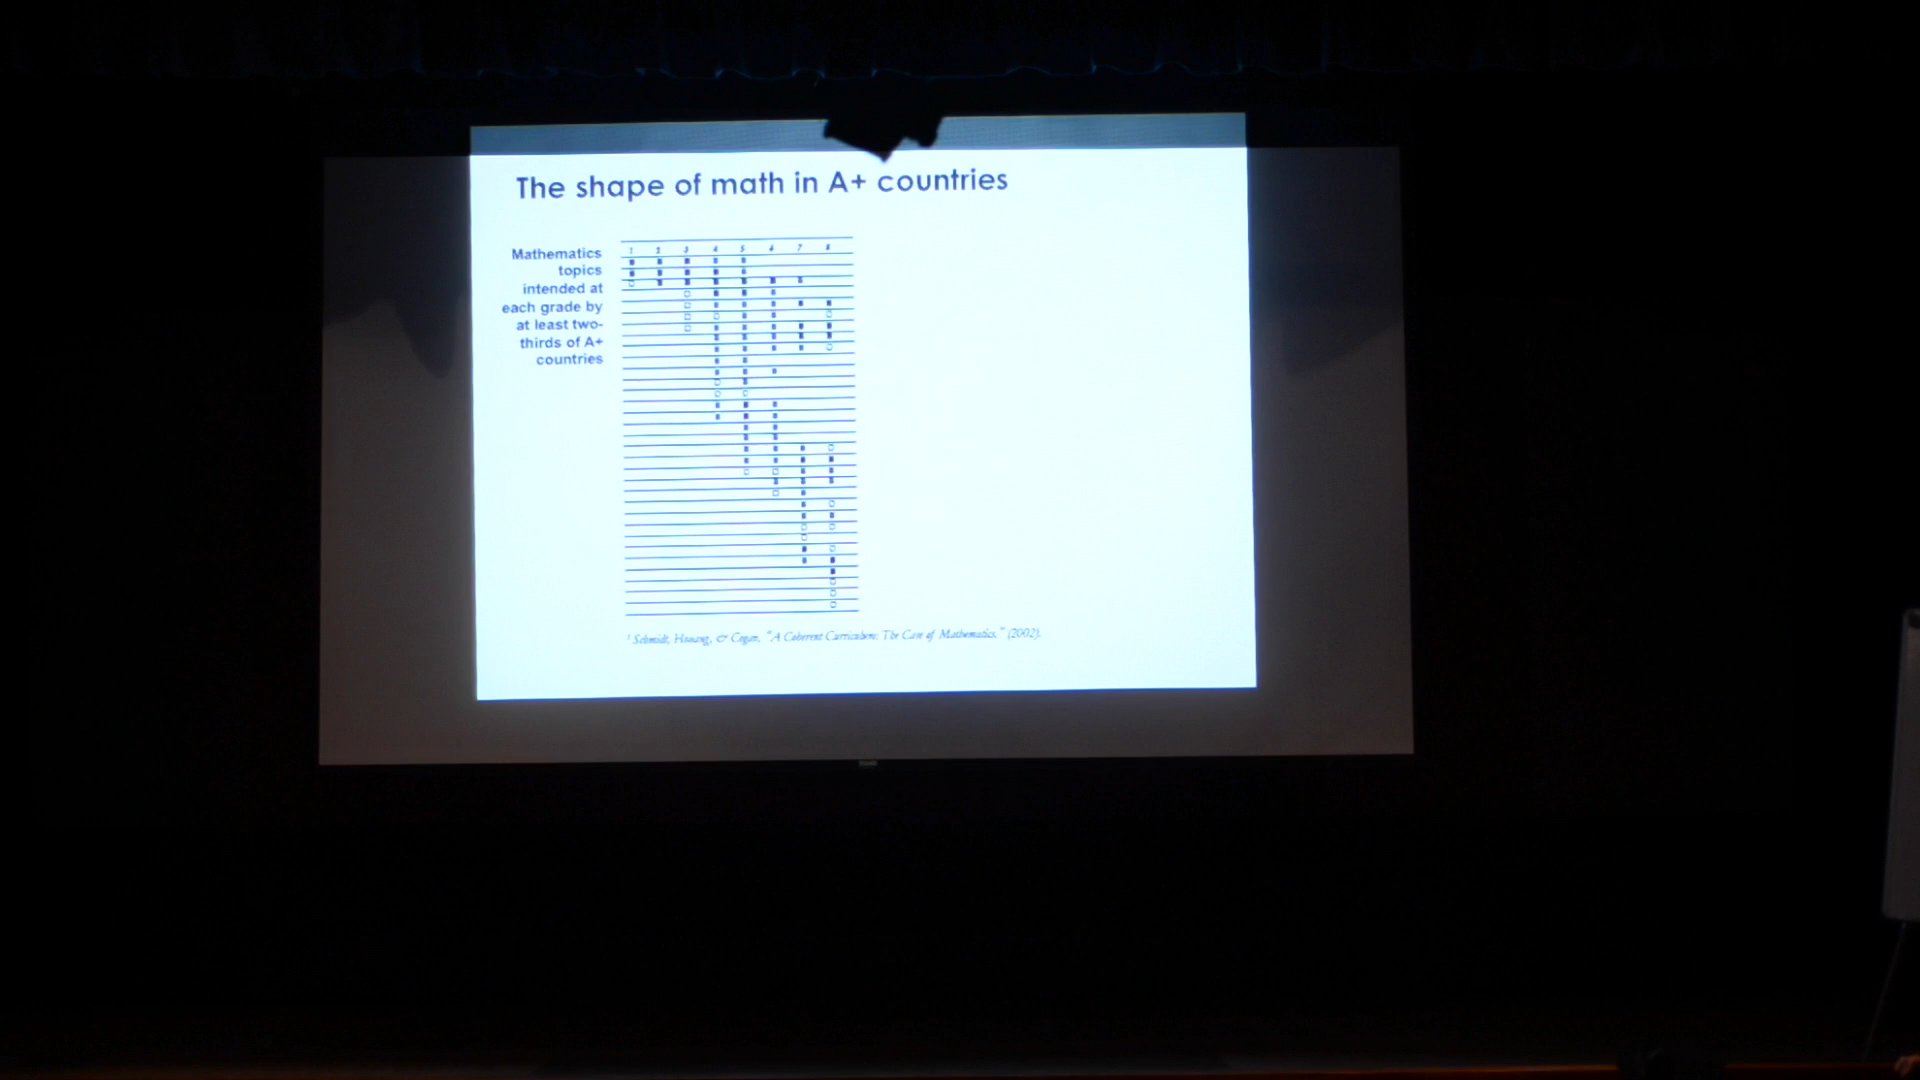 The shape of math in A+ countries
Mathematics
topics
intended at
each grade by
at least two-
thirds of A+
countries
1 2 3 4 5 6 7 8
1 Schmidt, Houang, & Cogan, "A Coherent Curriculum: The Case of Mathematics," (2002).